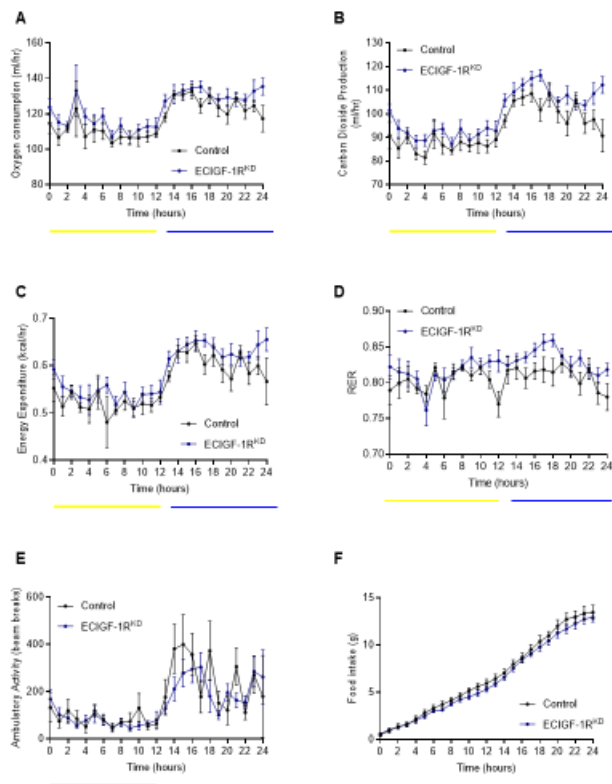 A
Oxygen consumption (ml/hr)
160
140
120
100
80
0 2 4 6 8 10 12 14 16 18 20 22 24
Time (hours)
Control
ECIGF-1R^KD
B
Carbon Dioxide Production
(ml/hr)
130
120
110
100
90
80
70
0 2 4 6 8 10 12 14 16 18 20 22 24
Time (hours)
Control
ECIGF-1R^KD
C
Energy Expenditure (kcal/hr)
0.7
0.6
0.5
0.4
0 2 4 6 8 10 12 14 16 18 20 22 24
Time (hours)
Control
ECIGF-1R^KD
D
RER
0.90
0.85
0.80
0.75
0.70
0 2 4 6 8 10 12 14 16 18 20 22 24
Time (hours)
Control
ECIGF-1R^KD
E
Ambulatory Activity (beam breaks)
600
400
200
0
0 2 4 6 8 10 12 14 16 18 20 22 24
Control
ECIGF-1R^KD
F
Food intake (g)
15
10
5
0
0 2 4 6 8 10 12 14 16 18 20 22 24
Time (hours)
Control
ECIGF-1R^KD